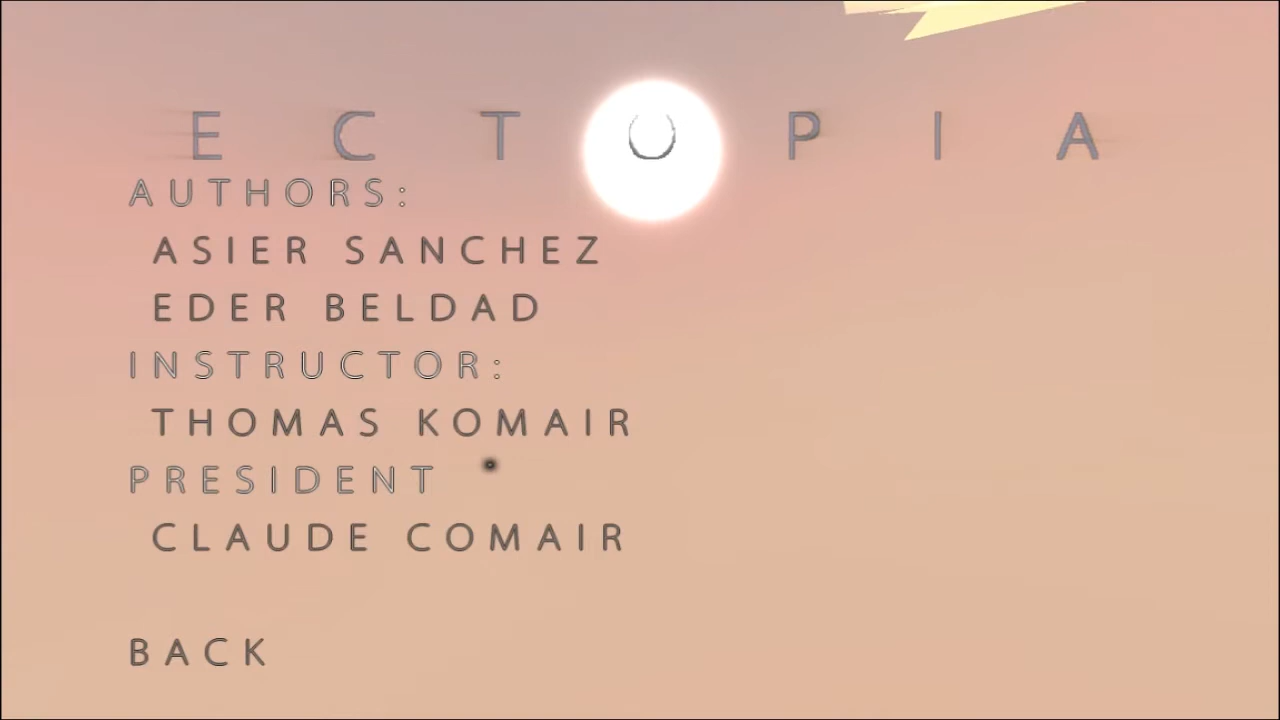 ECTOPIA
AUTHORS:
ASIER SANCHEZ
EDER BELDAD
INSTRUCTOR:
THOMAS KOMAIR
PRESIDENT
CLAUDE COMAIR
BACK